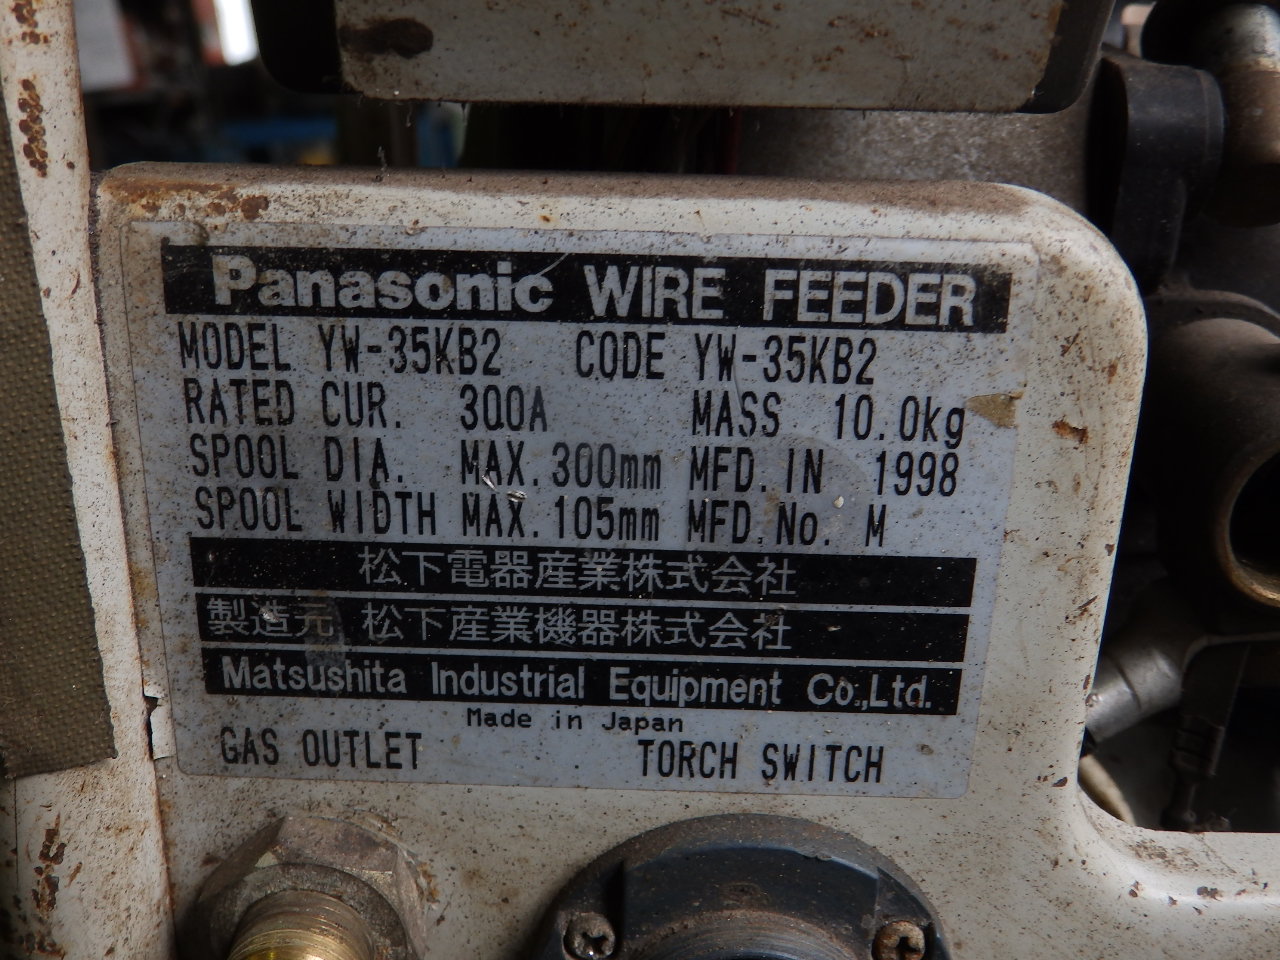 Panasonic WIRE FEEDER
MODEL YW-35KB2 CODE YW-35KB2
RATED CUR. 300A MASS 10.0kg
SPOOL DIA. MAX. 300mm MFD. IN 1998
SPOOL WIDTH MAX. 105mm MFD. No. M
松下電器産業株式会社
製造元 松下産業機器株式会社
Matsushita Industrial Equipment Co.,Ltd.
Made in Japan
GAS OUTLET TORCH SWITCH